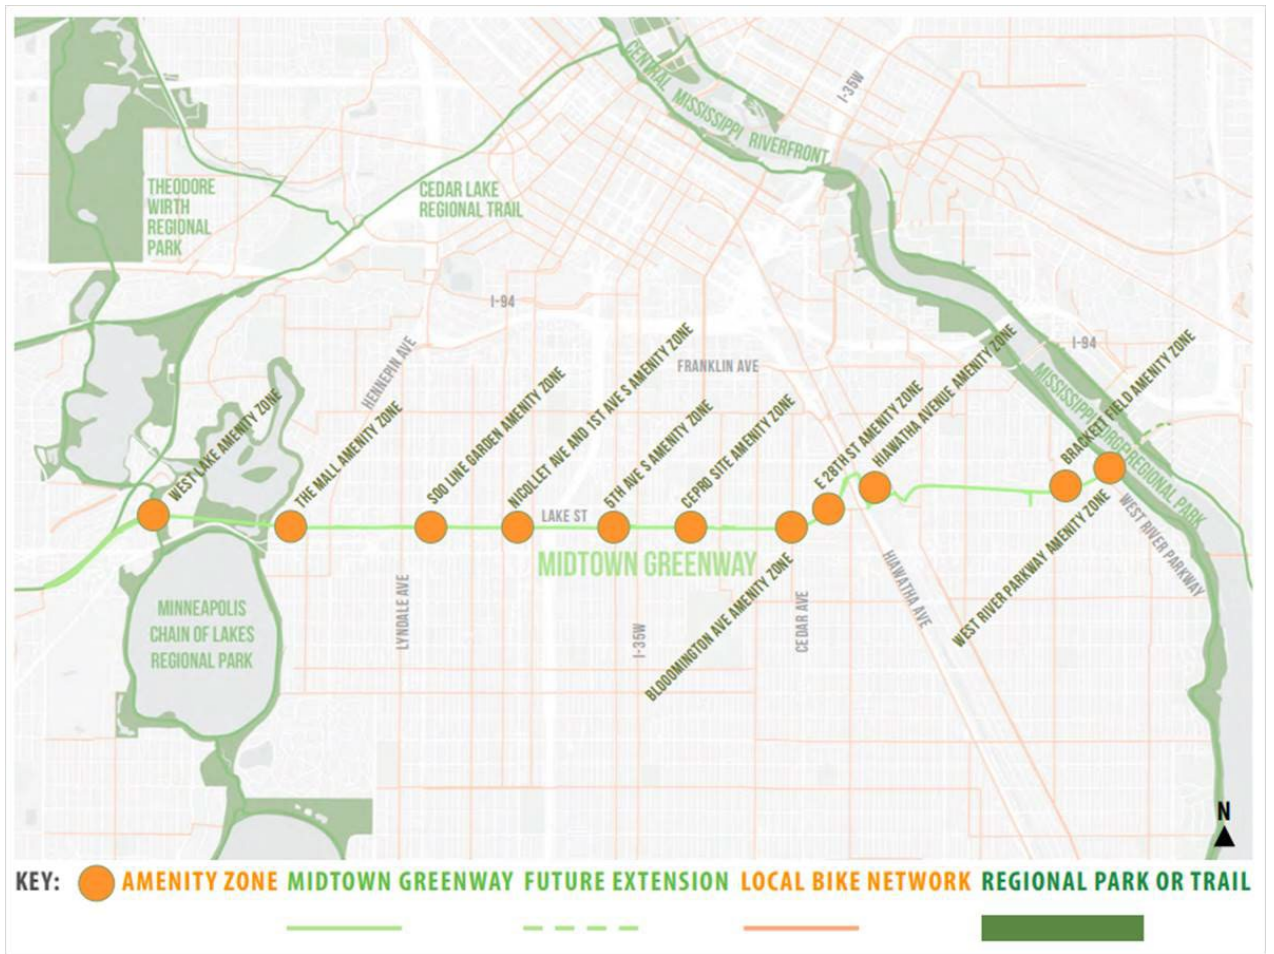 CENTRAL MISSISSIPPI RIVERFRONT
I-35W
THEODORE
WIRTH
REGIONAL
PARK
CEDAR LAKE
REGIONAL TRAIL
I-94
HENNEPIN AVE
FRANKLIN AVE
I-94
WEST LAKE AMENITY ZONE
THE MALL AMENITY ZONE
SOO LINE GARDEN AMENITY ZONE
NICOLLET AVE AND 1ST AVE S AMENITY ZONE
5TH AVE S AMENITY ZONE
CEPRO SITE AMENITY ZONE
E 28TH ST AMENITY ZONE
HIAWATHA AVENUE AMENITY ZONE
BRACKETT FIELD AMENITY ZONE
MISSISSIPPI
REGIONAL PARK
LAKE ST
MIDTOWN GREENWAY
BLOOOMINGTON AVE AMENITY ZONE
WEST RIVER PARKWAY AMENITY ZONE
WEST RIVER PARKWAY
MINNEAPOLIS
CHAIN OF LAKES
REGIONAL PARK
LYNDALE AVE
I-35W
CEDAR AVE
HIAWATHA AVE
N
KEY: AMENITY ZONE MIDTOWN GREENWAY FUTURE EXTENSION LOCAL BIKE NETWORK REGIONAL PARK OR TRAIL